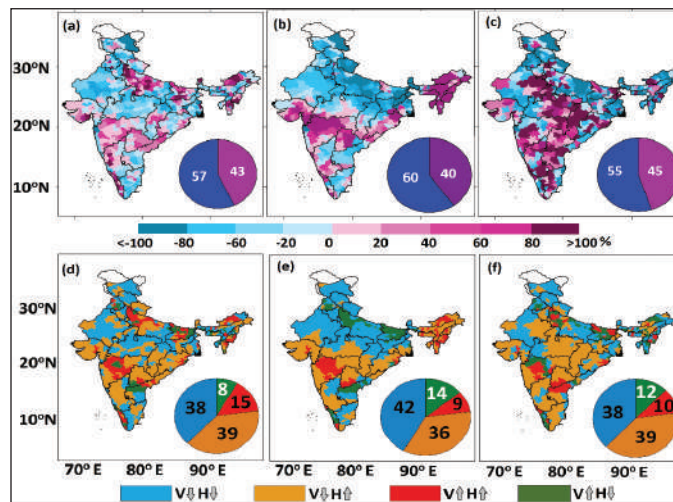 (a) (b) (c)
30°N
20°N
10°N
57 43
60 40
55 45
<-100 -80 -60 -20 0 20 40 60 80 >100 %
(d) (e) (f)
30°N
20°N
10°N
8 15 39 38
14 9 36 42
12 10 39 38
70°E 80°E 90°E 70°E 80°E 90°E 70°E 80°E 90°E
V⇩H⇩ V⇩H⇧ V⇧H⇧ V⇧H⇩